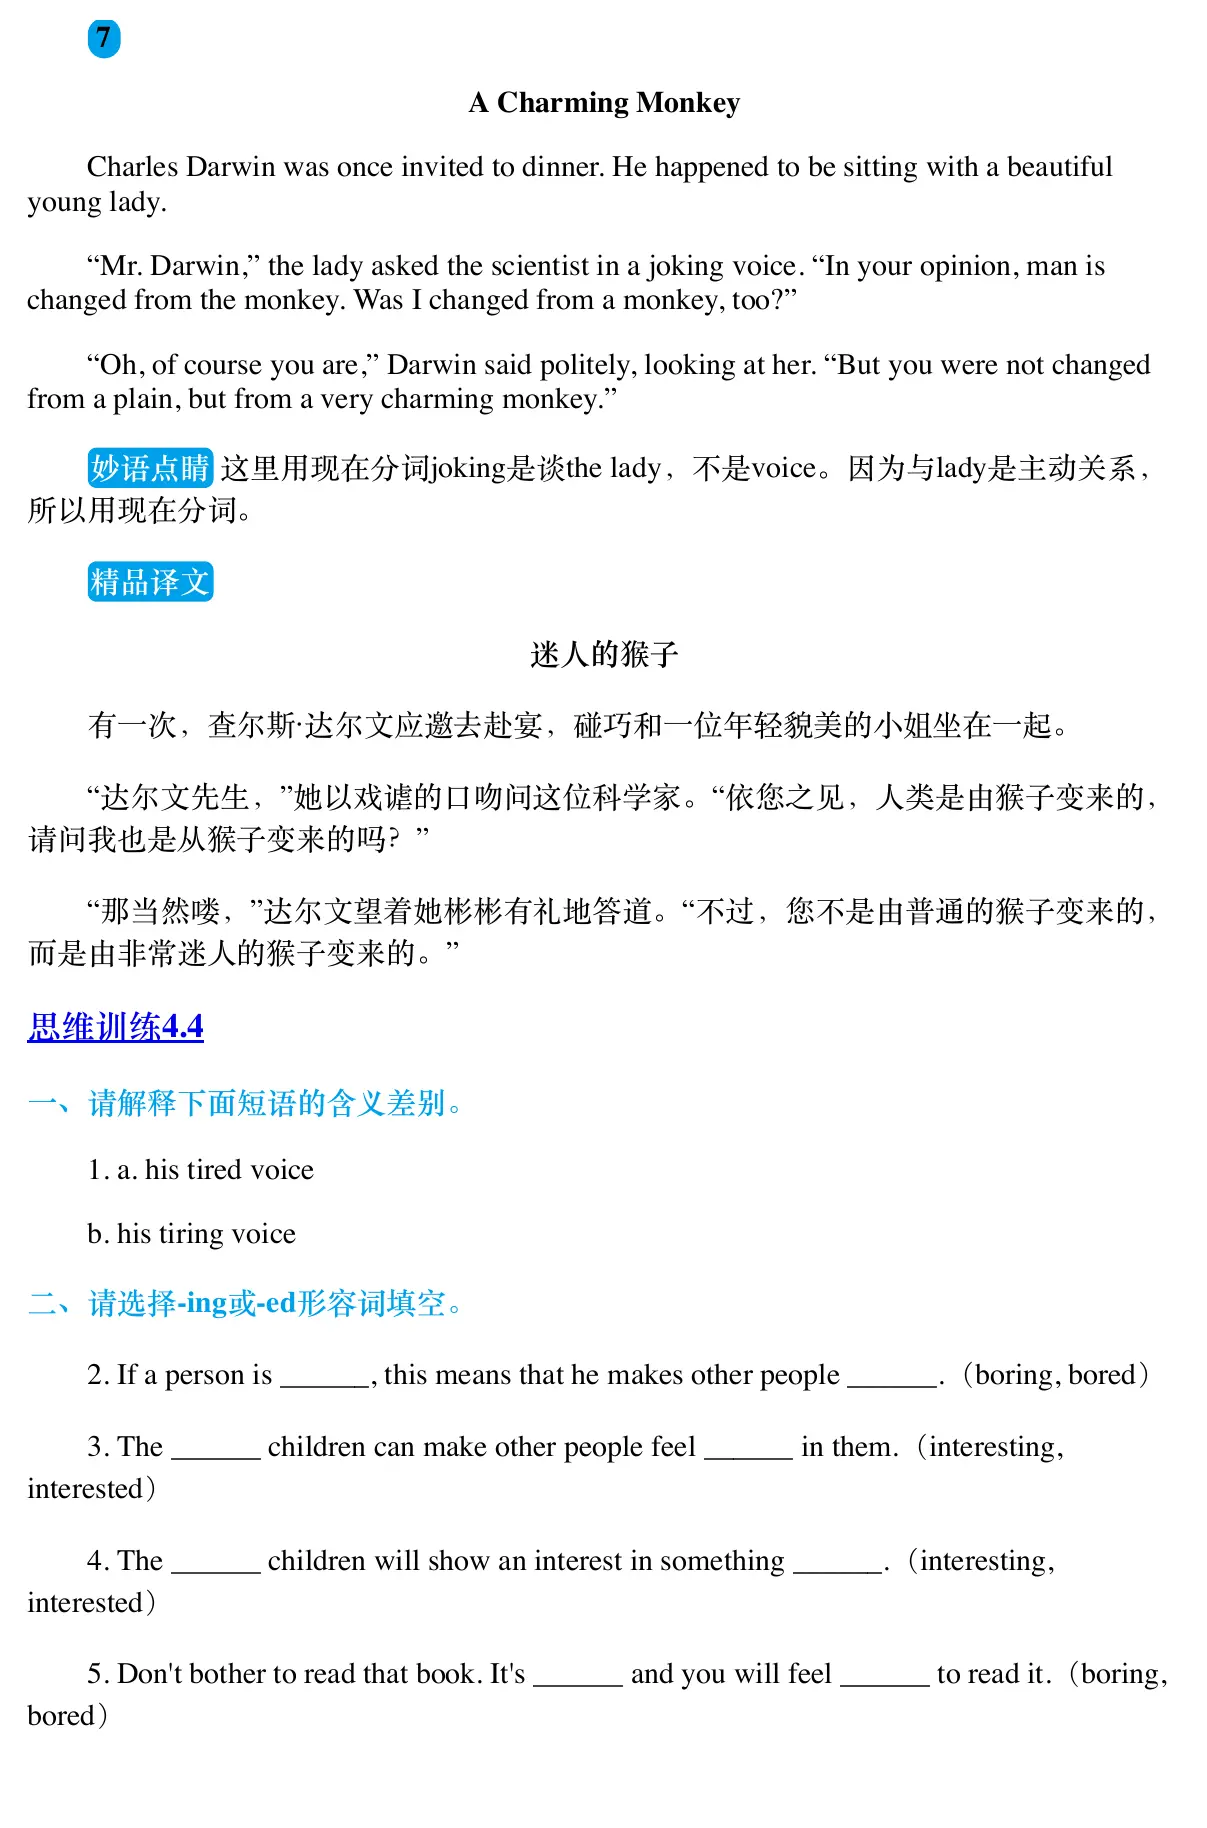 7
A Charming Monkey
Charles Darwin was once invited to dinner. He happened to be sitting with a beautiful
young lady.
“Mr. Darwin,” the lady asked the scientist in a joking voice. “In your opinion, man is
changed from the monkey. Was I changed from a monkey, too?”
“Oh, of course you are,” Darwin said politely, looking at her. “But you were not changed
from a plain, but from a very charming monkey.”
妙语点睛 这里用现在分词joking是谈the lady，不是voice。因为与lady是主动关系，
所以用现在分词。
精品译文
迷人的猴子
有一次，查尔斯·达尔文应邀去赴宴，碰巧和一位年轻貌美的小姐坐在一起。
“达尔文先生，”她以戏谑的口吻问这位科学家。“依您之见，人类是由猴子变来的，
请问我也是从猴子变来的吗？”
“那当然喽，”达尔文望着她彬彬有礼地答道。“不过，您不是由普通的猴子变来的，
而是由非常迷人的猴子变来的。”
思维训练4.4
一、请解释下面短语的含义差别。
1. a. his tired voice
b. his tiring voice
二、请选择-ing或-ed形容词填空。
2. If a person is ______, this means that he makes other people ______.（boring, bored）
3. The ______ children can make other people feel ______ in them.（interesting,
interested）
4. The ______ children will show an interest in something ______.（interesting,
interested）
5. Don't bother to read that book. It's ______ and you will feel ______ to read it.（boring,
bored）